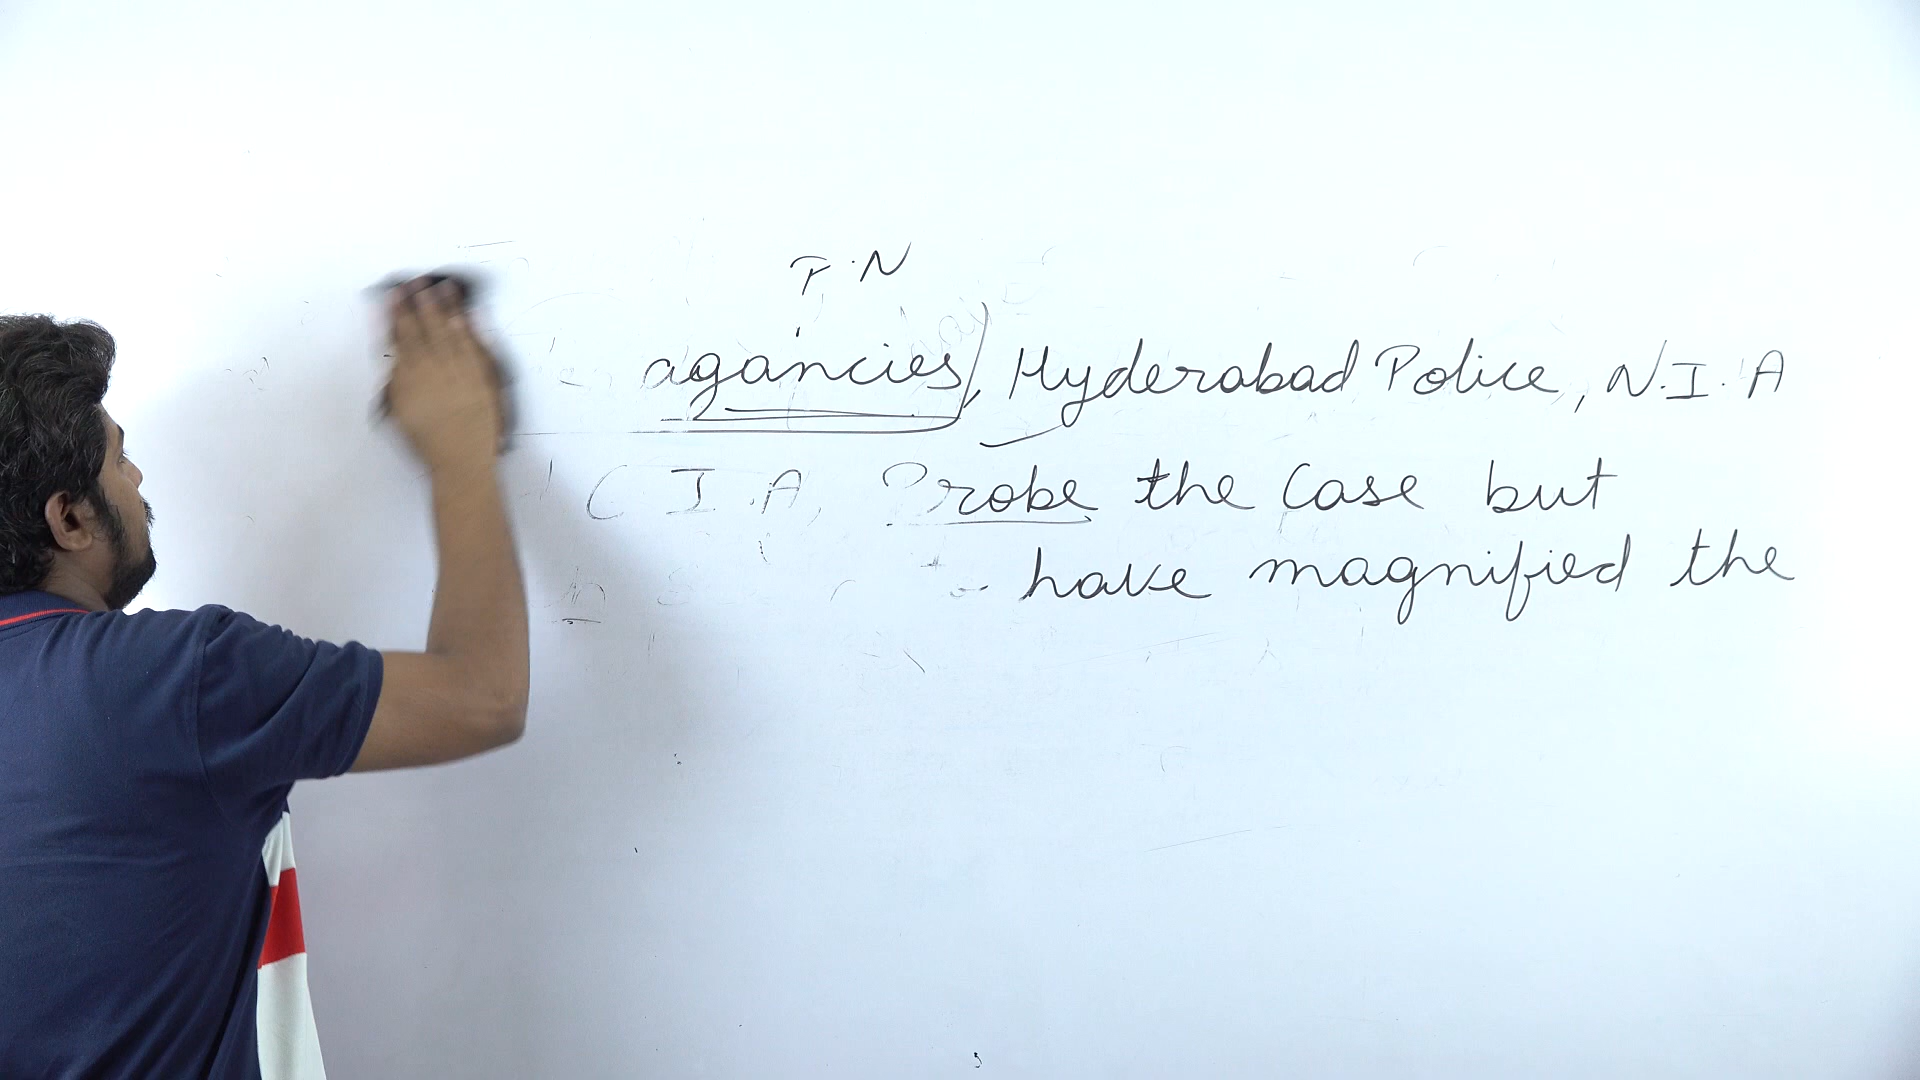 P.N
agancies, Hyderabad Police, N.I.A
C I.A, Probe the Case but
have magnified the